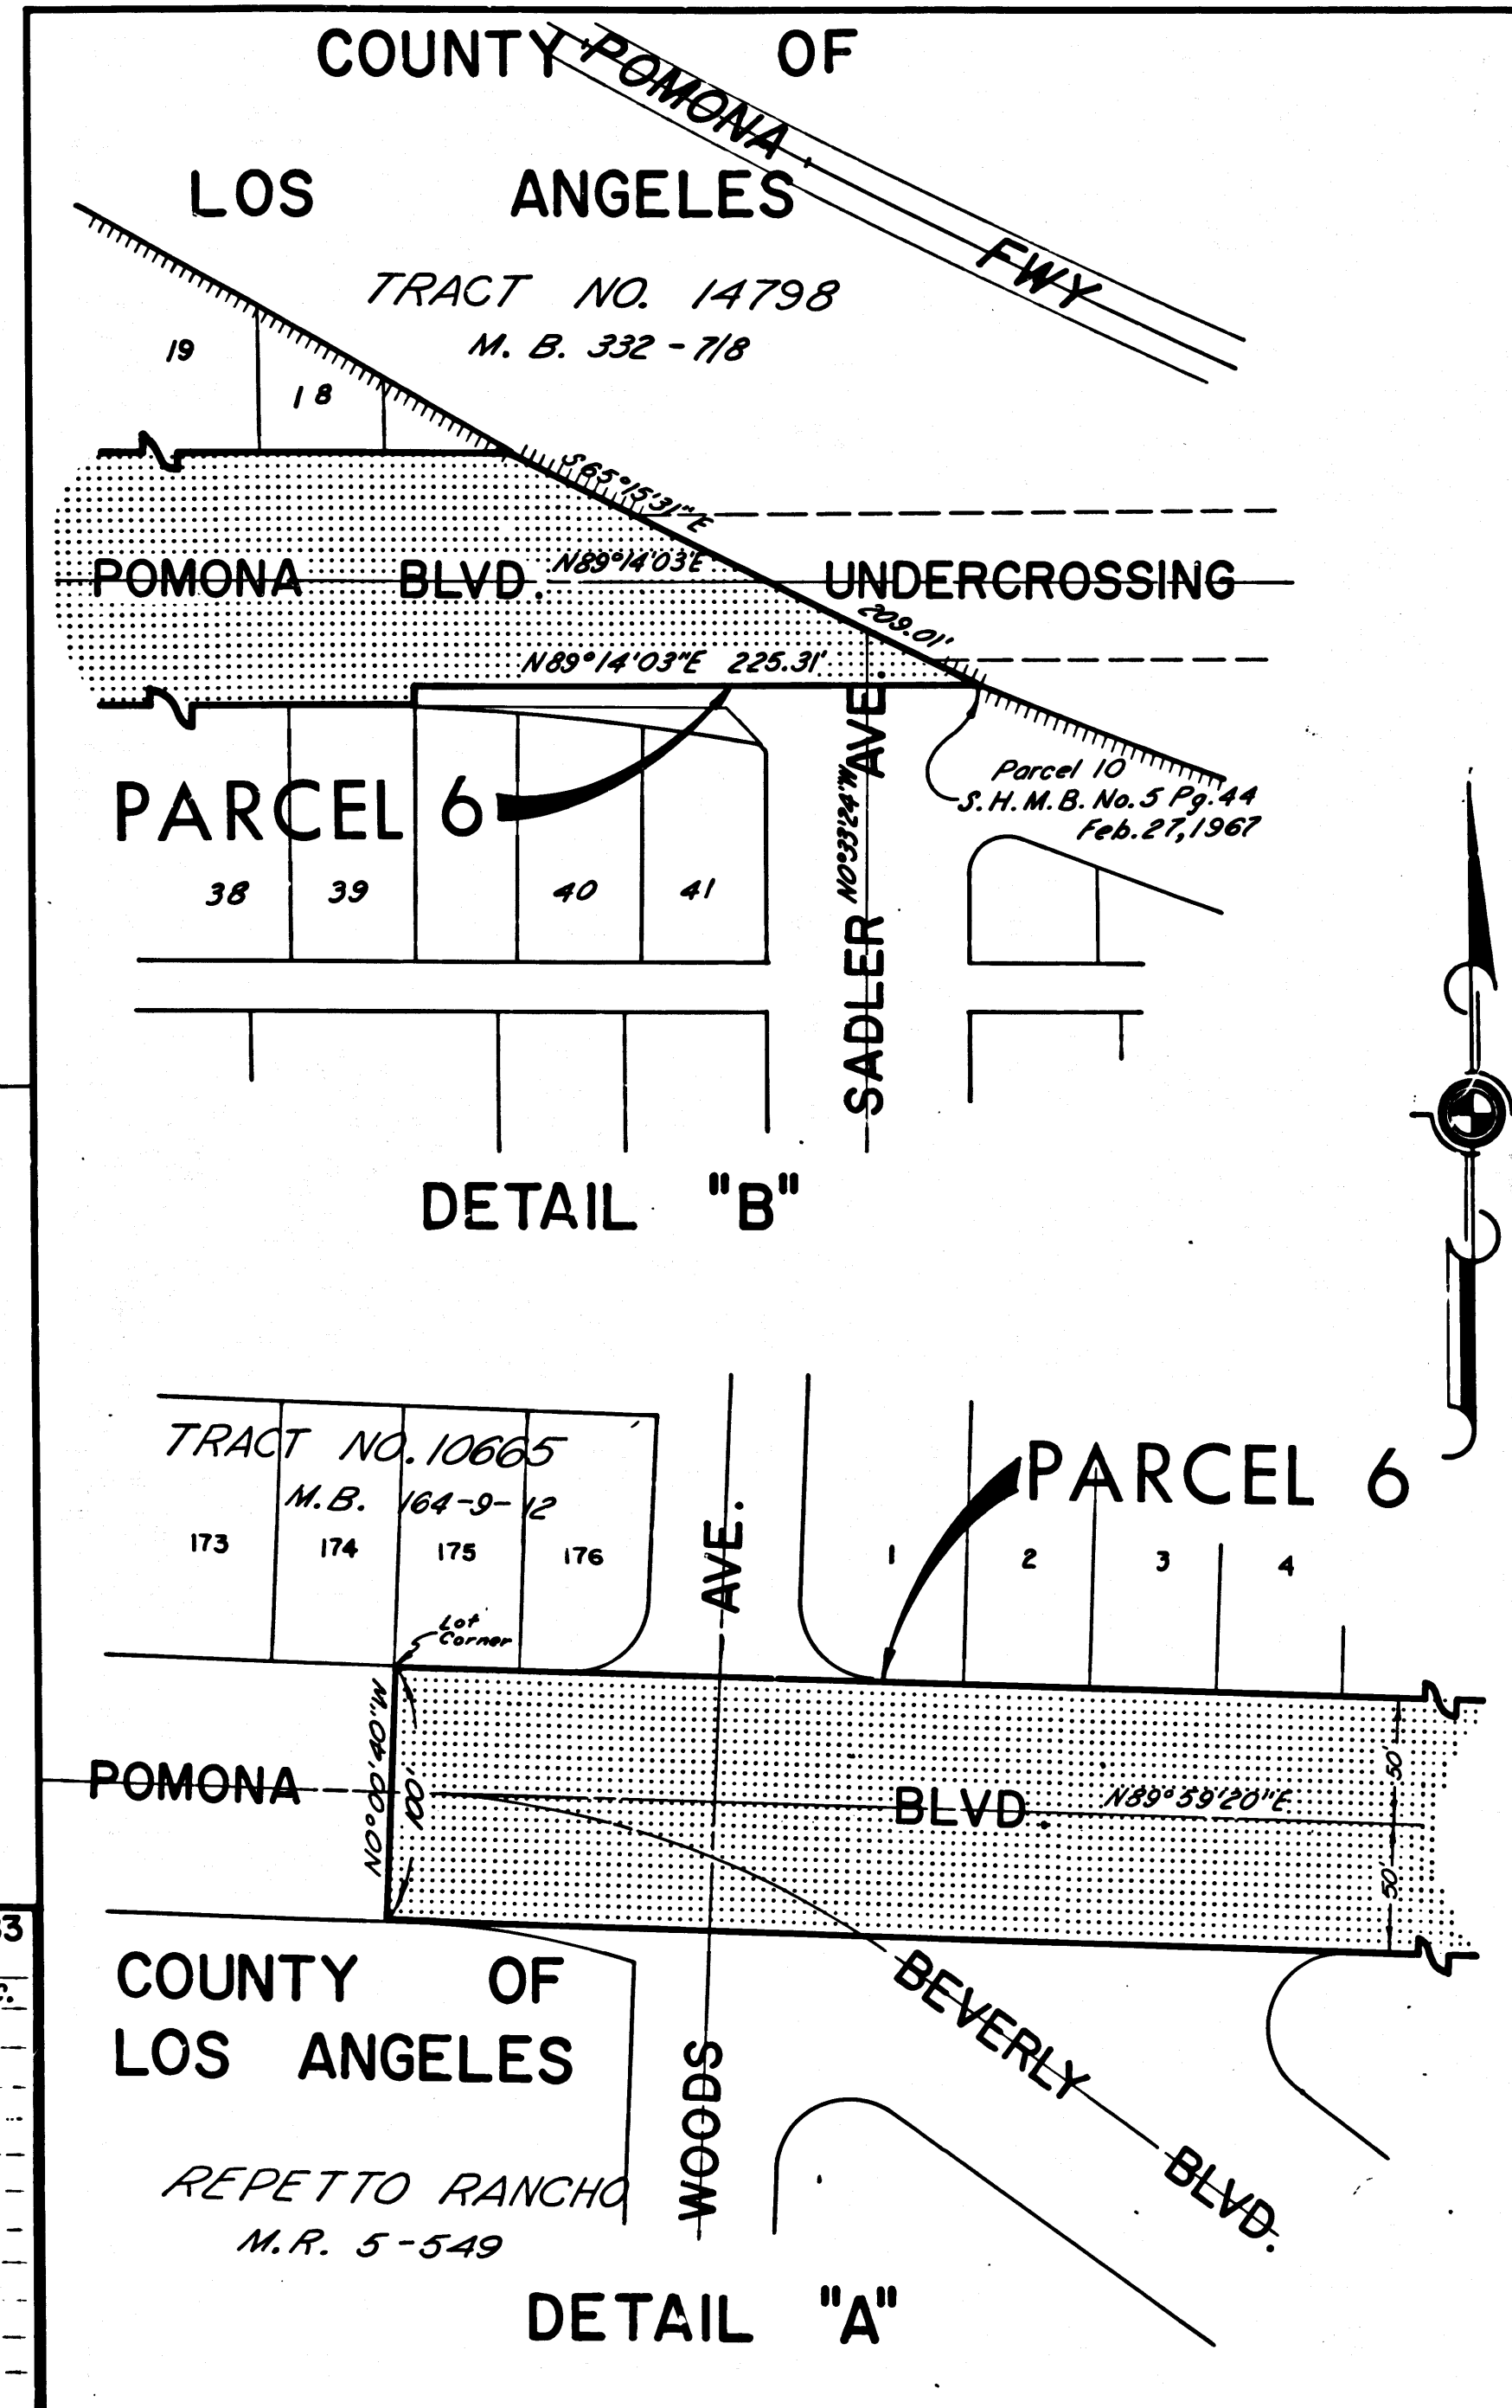 COUNTY OF
POMONA FWY
LOS ANGELES
TRACT NO. 14798
M. B. 332 - 7/8
19
18
S65°15'31"E
POMONA BLVD. N89°14'03"E UNDERCROSSING
209.01'
N89°14'03"E 225.31'
PARCEL 6
Parcel 10
S.H.M.B. No. 5 Pg. 44
Feb. 27, 1967
38 39 40 41
SADLER AVE.
N0°33'24"W
DETAIL "B"
TRACT NO. 10665
M.B. 164-9-12
173 174 175 176
AVE.
PARCEL 6
1 2 3 4
Lot
Corner
N0°00'40"W
100'
POMONA BLVD. N89°59'20"E
50'
50'
COUNTY OF
LOS ANGELES
WOODS
BEVERLY BLVD.
REPETTO RANCHO
M.R. 5-549
DETAIL "A"